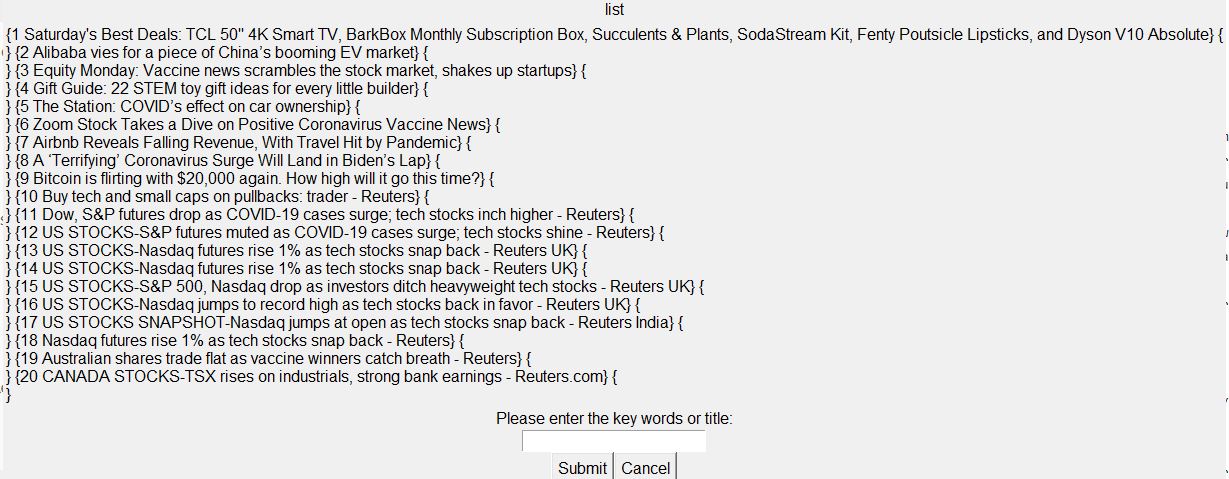 list
{1 Saturday's Best Deals: TCL 50" 4K Smart TV, BarkBox Monthly Subscription Box, Succulents & Plants, SodaStream Kit, Fenty Poutsicle Lipsticks, and Dyson V10 Absolute} {
} {2 Alibaba vies for a piece of China’s booming EV market} {
} {3 Equity Monday: Vaccine news scrambles the stock market, shakes up startups} {
} {4 Gift Guide: 22 STEM toy gift ideas for every little builder} {
} {5 The Station: COVID’s effect on car ownership} {
} {6 Zoom Stock Takes a Dive on Positive Coronavirus Vaccine News} {
} {7 Airbnb Reveals Falling Revenue, With Travel Hit by Pandemic} {
} {8 A ‘Terrifying’ Coronavirus Surge Will Land in Biden’s Lap} {
} {9 Bitcoin is flirting with $20,000 again. How high will it go this time?} {
} {10 Buy tech and small caps on pullbacks: trader - Reuters} {
} {11 Dow, S&P futures drop as COVID-19 cases surge; tech stocks inch higher - Reuters} {
} {12 US STOCKS-S&P futures muted as COVID-19 cases surge; tech stocks shine - Reuters} {
} {13 US STOCKS-Nasdaq futures rise 1% as tech stocks snap back - Reuters UK} {
} {14 US STOCKS-Nasdaq futures rise 1% as tech stocks snap back - Reuters UK} {
} {15 US STOCKS-S&P 500, Nasdaq drop as investors ditch heavyweight tech stocks - Reuters UK} {
} {16 US STOCKS-Nasdaq jumps to record high as tech stocks back in favor - Reuters UK} {
} {17 US STOCKS SNAPSHOT-Nasdaq jumps at open as tech stocks snap back - Reuters India} {
} {18 Nasdaq futures rise 1% as tech stocks snap back - Reuters} {
} {19 Australian shares trade flat as vaccine winners catch breath - Reuters} {
} {20 CANADA STOCKS-TSX rises on industrials, strong bank earnings - Reuters.com} {
}
Please enter the key words or title:
Submit Cancel